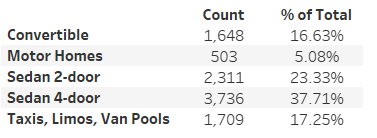 Count % of Total
Convertible 1,648 16.63%
Motor Homes 503 5.08%
Sedan 2-door 2,311 23.33%
Sedan 4-door 3,736 37.71%
Taxis, Limos, Van Pools 1,709 17.25%